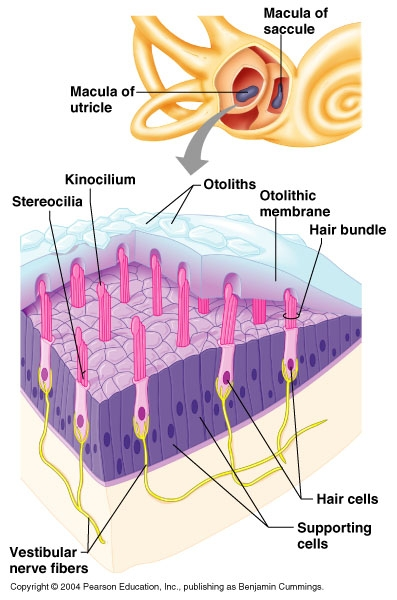 Macula of
saccule
Macula of
utricle
Kinocilium
Otoliths
Stereocilia
Otolithic
membrane
Hair bundle
Hair cells
Supporting
cells
Vestibular
nerve fibers
Copyright © 2004 Pearson Education, Inc., publishing as Benjamin Cummings.